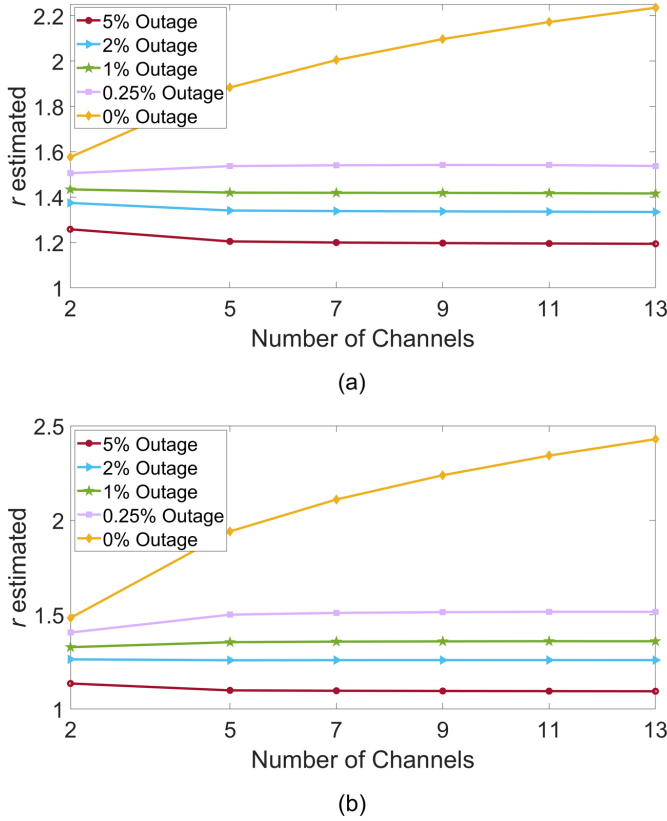 2.2
2
1.8
1.6
1.4
1.2
1
r estimated
5% Outage
2% Outage
1% Outage
0.25% Outage
0% Outage
2 5 7 9 11 13
Number of Channels
(a)
2.5
2
1.5
1
r estimated
5% Outage
2% Outage
1% Outage
0.25% Outage
0% Outage
2 5 7 9 11 13
Number of Channels
(b)